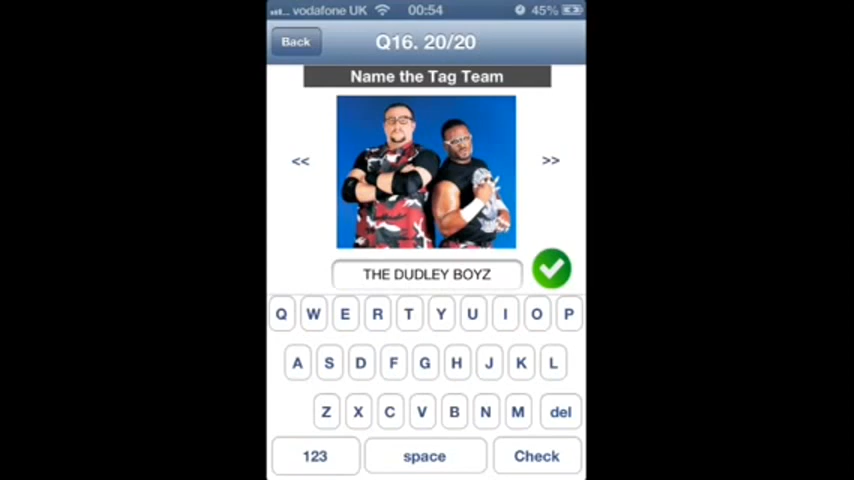 vodafone UK 00:54 45%
Back Q16. 20/20
Name the Tag Team
<< >>
THE DUDLEY BOYZ
Q W E R T Y U I O P
A S D F G H J K L
Z X C V B N M del
123 space Check